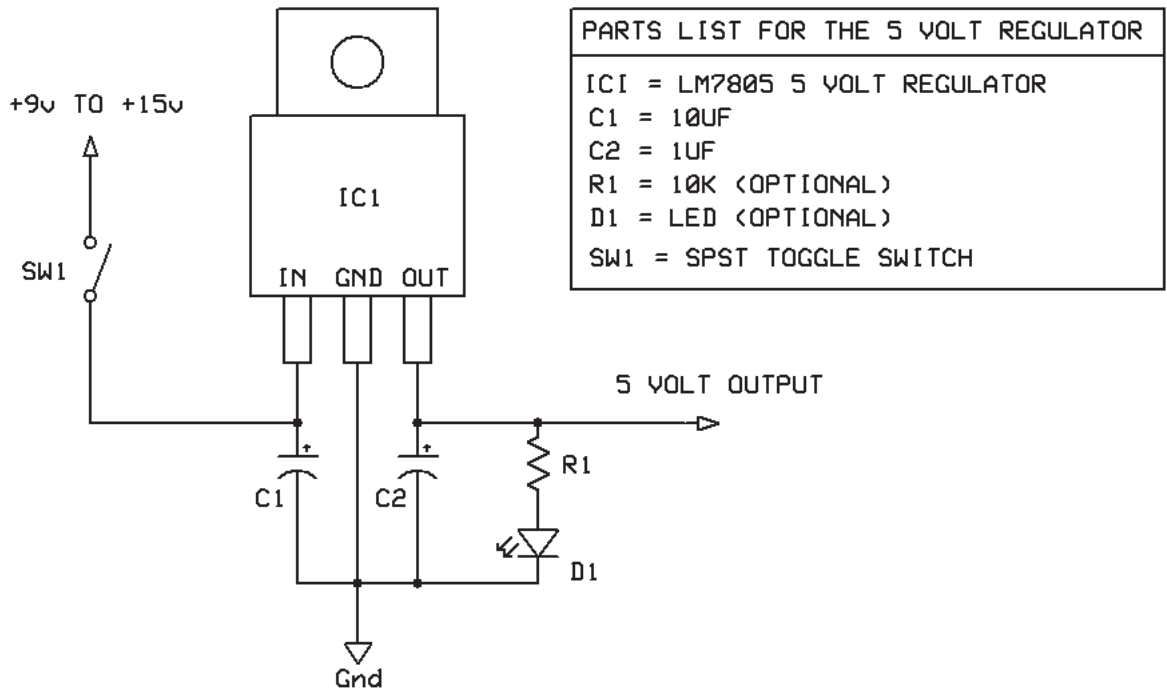 PARTS LIST FOR THE 5 VOLT REGULATOR
ICI = LM7805 5 VOLT REGULATOR
C1 = 10UF
C2 = 1UF
R1 = 10K (OPTIONAL)
D1 = LED (OPTIONAL)
SW1 = SPST TOGGLE SWITCH
+9v TO +15v
SW1
IC1
IN GND OUT
5 VOLT OUTPUT
+
+
C1
C2
R1
D1
Gnd